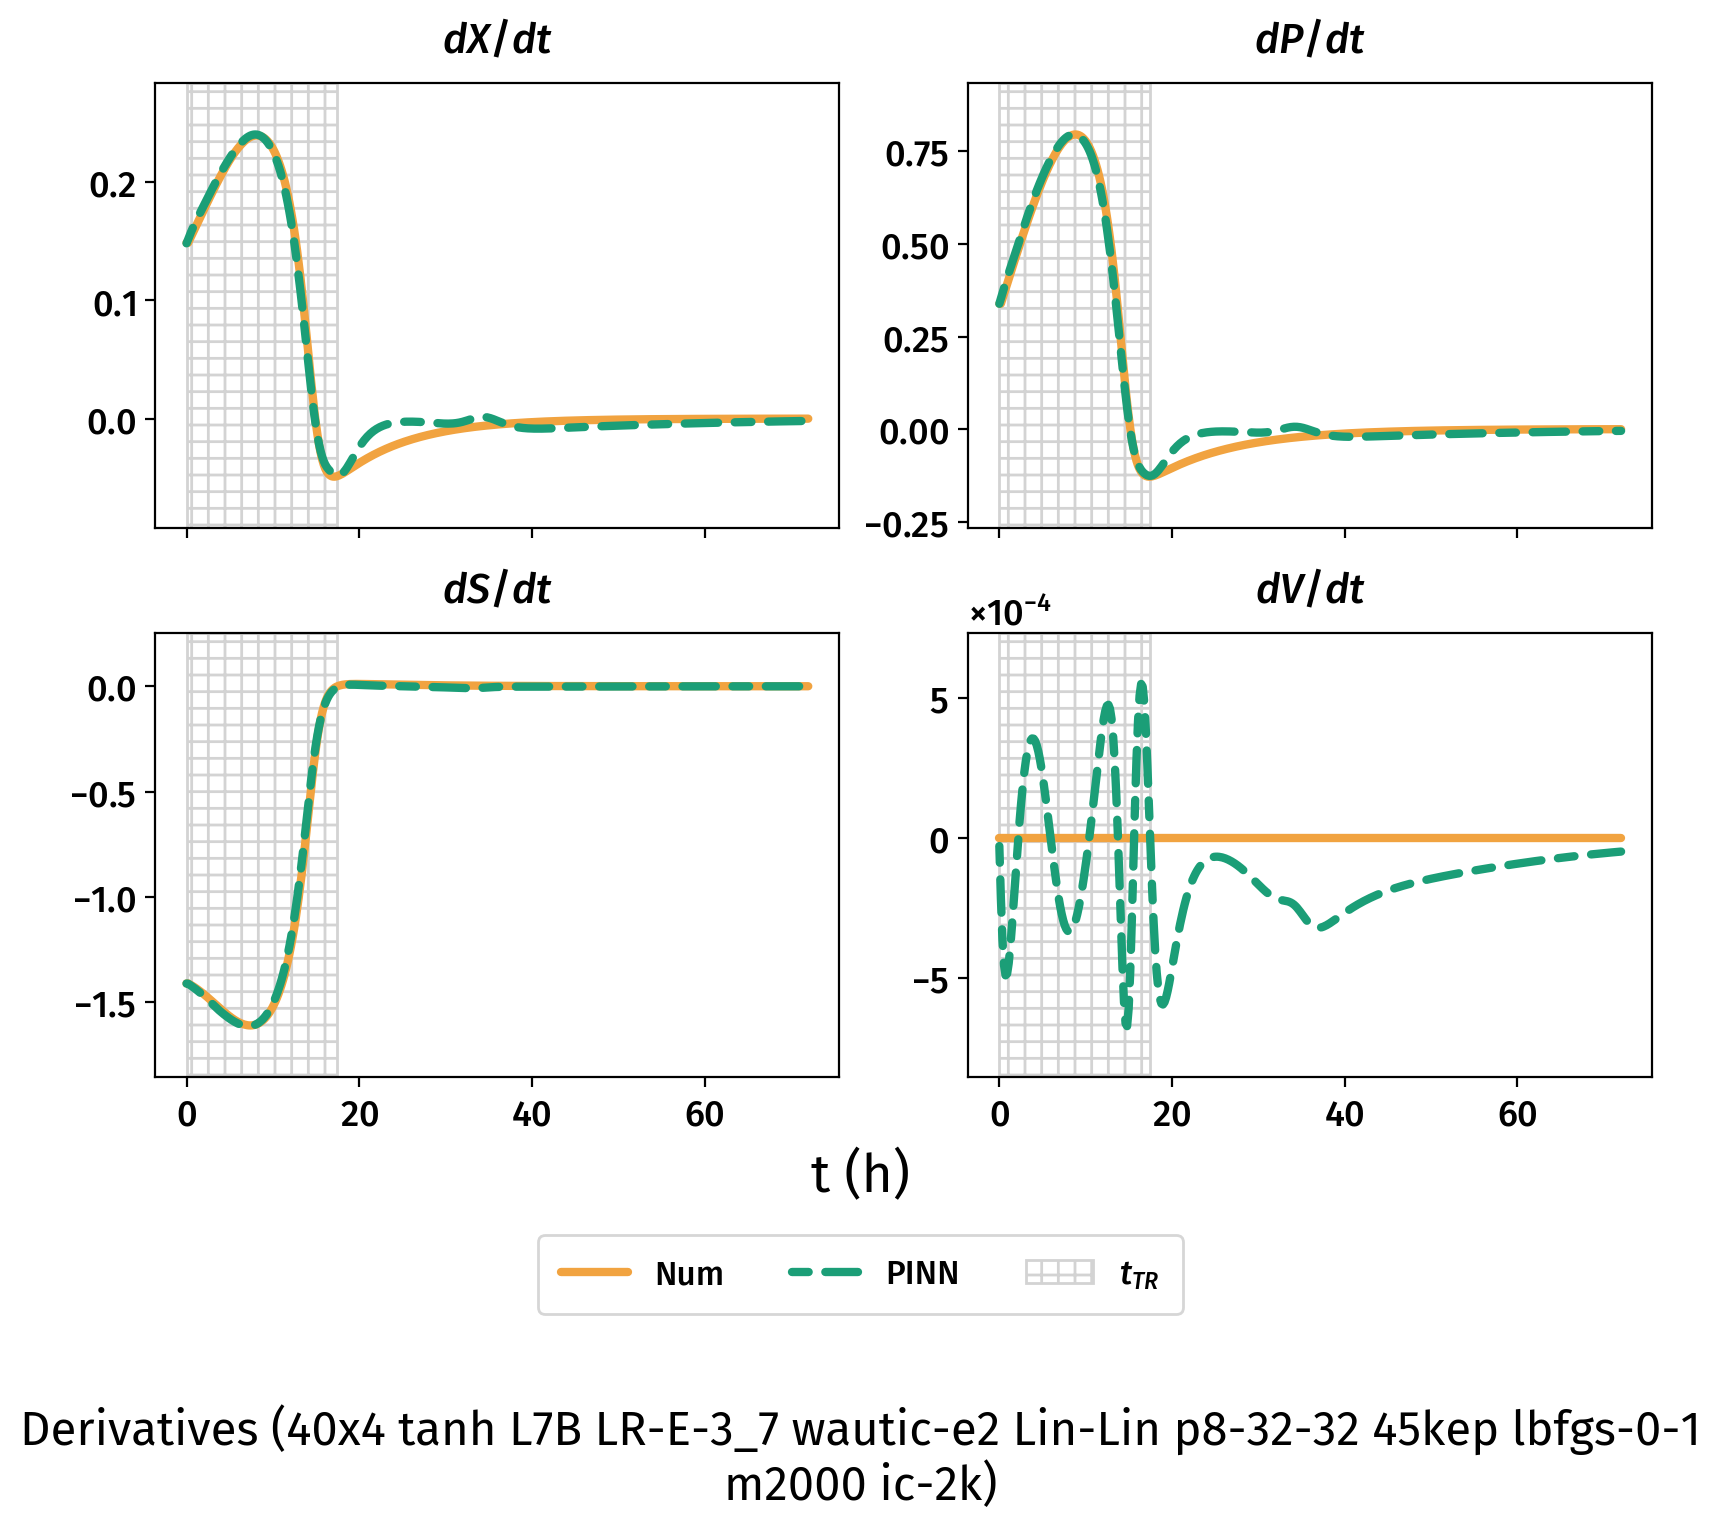 dX/dt
dP/dt
0.2
0.1
0.0
0.75
0.50
0.25
0.00
−0.25
dS/dt
dV/dt
×10⁻⁴
0.0
−0.5
−1.0
−1.5
5
0
−5
0 20 40 60
0 20 40 60
t (h)
Num PINN t_TR
Derivatives (40x4 tanh L7B LR-E-3_7 wautic-e2 Lin-Lin p8-32-32 45kep lbfgs-0-1
m2000 ic-2k)